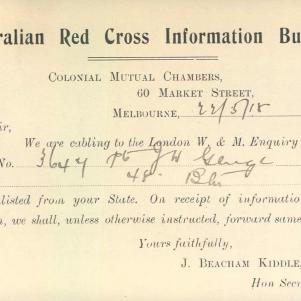 ralian Red Cross Information Bu
COLONIAL MUTUAL CHAMBERS,
60 MARKET STREET,
MELBOURNE, 22/5/18
ir,
We are cabling to the London W. & M. Enquiry
No. 3644 Pte J W George
48 Btn
listed from your State. On receipt of information
n, we shall, unless otherwise instructed, forward same
Yours faithfully,
J. BEACHAM KIDDLE,
Hon Secr